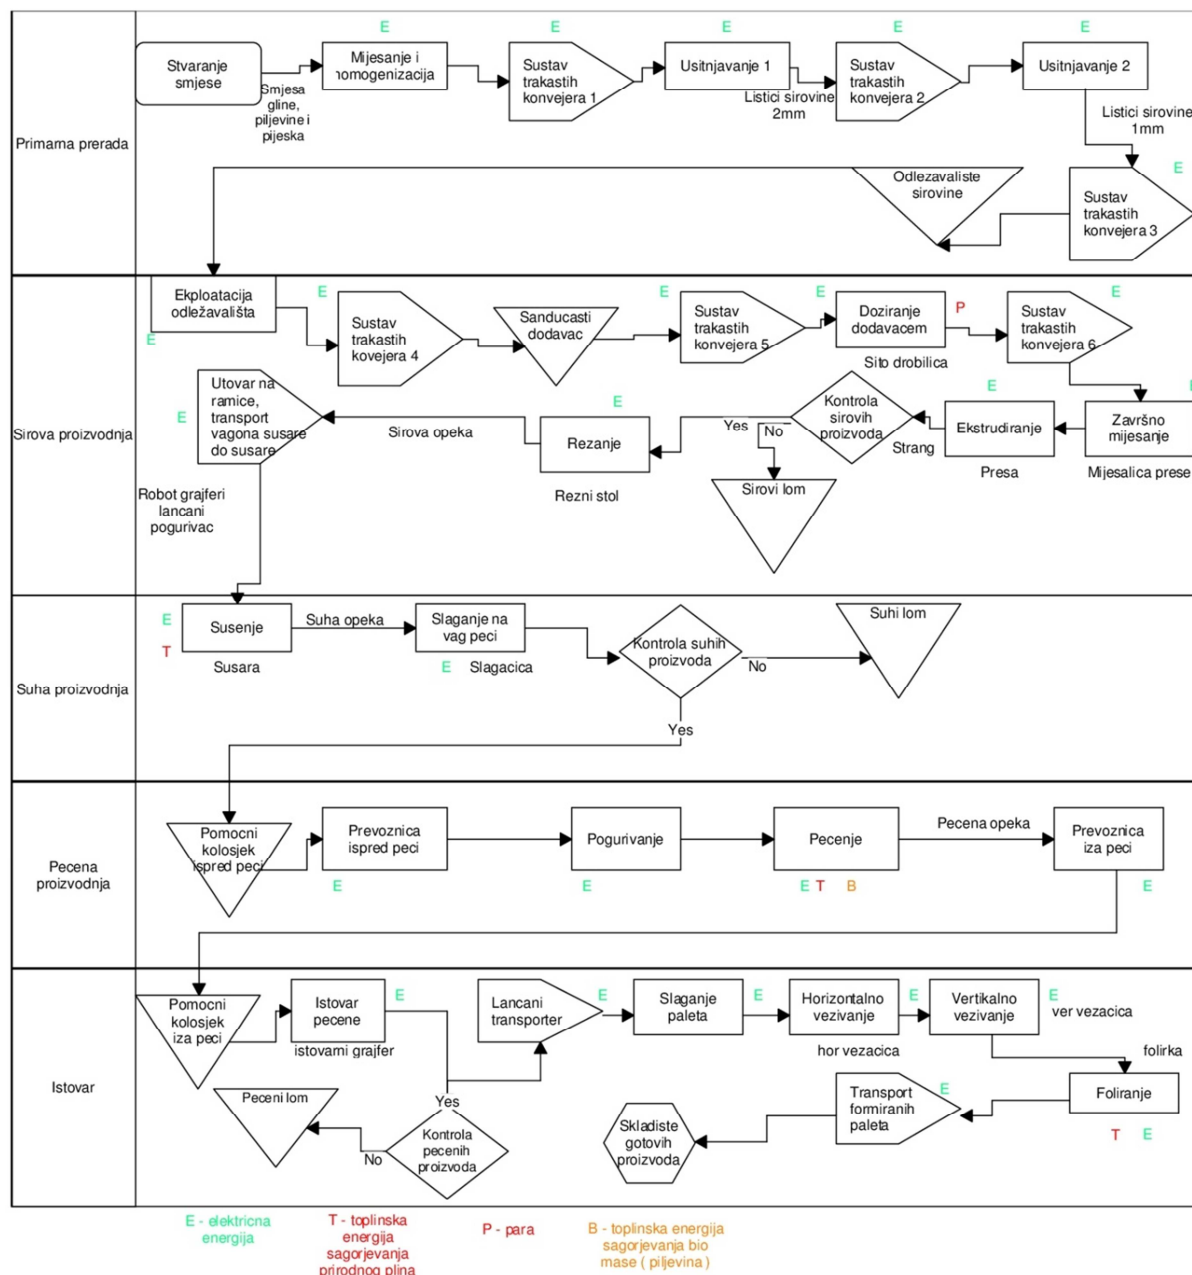 Primarna prerada
Stvaranje
smjese
Smjesa
gline,
piljevine i
pijeska
E
Mijesanje i
homogenizacija
E
Sustav
trakastih
konvejera 1
E
Usitnjavanje 1
Listici sirovine
2mm
E
Sustav
trakastih
konvejera 2
E
Usitnjavanje 2
Listici sirovine
1mm
E
Sustav
trakastih
konvejera 3
Odlezavaliste
sirovine
Sirova proizvodnja
Ekploatacija
odležavališta
E
E
Sustav
trakastih
kovejera 4
Sanducasti
dodavac
E
Sustav
trakastih
konvejera 5
E
Doziranje
dodavacem
P
Sito drobilica
E
Sustav
trakastih
konvejera 6
Završno
mijesanje
Mijesalica prese
E
Ekstrudiranje
Presa
Strang
Kontrola
sirovih
proizvoda
Yes
No
Sirovi lom
E
Rezanje
Rezni stol
Sirova opeka
E
Utovar na
ramice,
transport
vagona susare
do susare
Robot grajferi
lancani
pogurivac
Suha proizvodnja
E
T
Susenje
Susara
Suha opeka
Slaganje na
vag peci
E
Slagacica
Kontrola suhih
proizvoda
No
Suhi lom
Yes
Pecena
proizvodnja
Pomocni
kolosjek
ispred peci
Prevoznica
ispred peci
E
Pogurivanje
E
Pecenje
E T B
Pecena opeka
Prevoznica
iza peci
E
Istovar
Pomocni
kolosjek
iza peci
Istovar
pecene
E
istovarni grajfer
Yes
Kontrola
pecenih
proizvoda
No
Peceni lom
Lancani
transporter
E
Slaganje
paleta
E
Horizontalno
vezivanje
hor vezacica
E
Vertikalno
vezivanje
E
ver vezacica
folirka
Foliranje
T E
E
Transport
formiranih
paleta
Skladiste
gotovih
proizvoda
E - elektricna
energija
T - toplinska
energija
sagorjevanja
prirodnog plina
P - para
B - toplinska energija
sagorjevanja bio
mase ( piljevina )